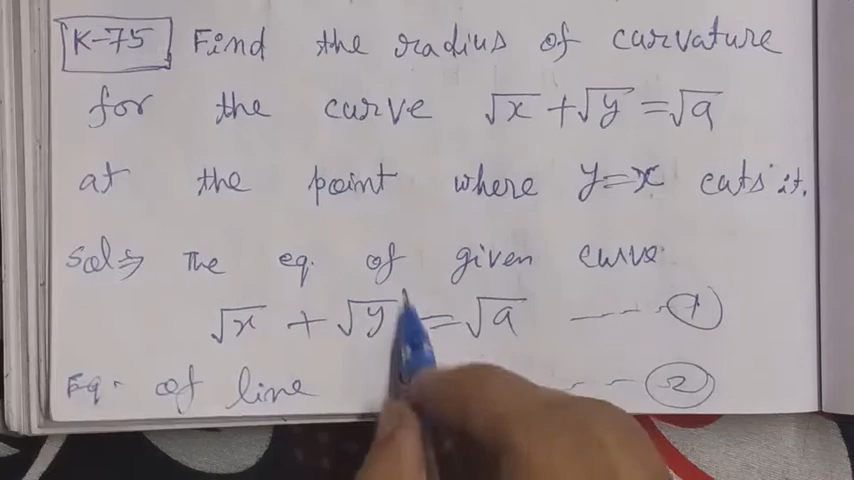 K-75 Find the radius of curvature
for the curve √x + √y = √a
at the point where y=x cuts it.
Sol⇒ The eq. of given curve
√x + √y = √a ----- ①
Eq. of line --- ②